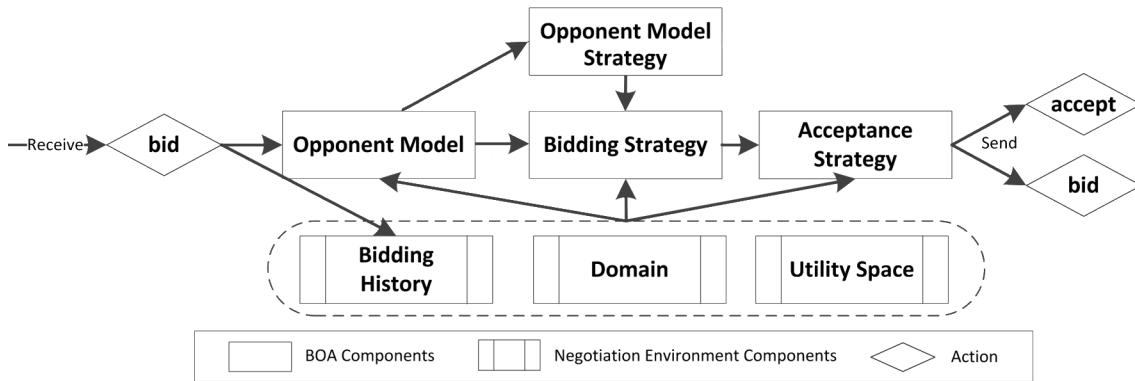 Opponent Model
Strategy
Receive
bid
Opponent Model
Bidding Strategy
Acceptance
Strategy
Send
accept
bid
Bidding
History
Domain
Utility Space
BOA Components
Negotiation Environment Components
Action